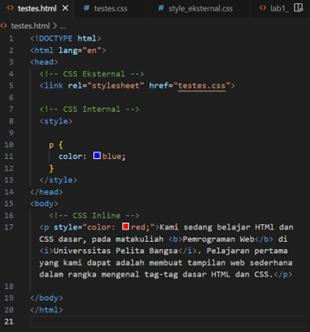 testes.html × # testes.css # style_eksternal.css lab1_
testes.html > ...
1 <!DOCTYPE html>
2 <html lang="en">
3 <head>
4 <!-- CSS Eksternal -->
5 <link rel="stylesheet" href="testes.css">
6
7 <!-- CSS Internal -->
8 <style>
9
10 p {
11 color: blue;
12 }
13 </style>
14 </head>
15 <body>
16 <!-- CSS Inline -->
17 <p style="color: red;">Kami sedang belajar HTMl dan
CSS dasar, pada matakuliah <b>Pemrograman Web</b> di
<i>Universsitas Pelita Bangsa</i>. Pelajaran pertama
yang kami dapat adalah membuat tampilan web sederhana
dalam rangka mengenal tag-tag dasar HTML dan CSS.</p>
18
19 </body>
20 </html>
21